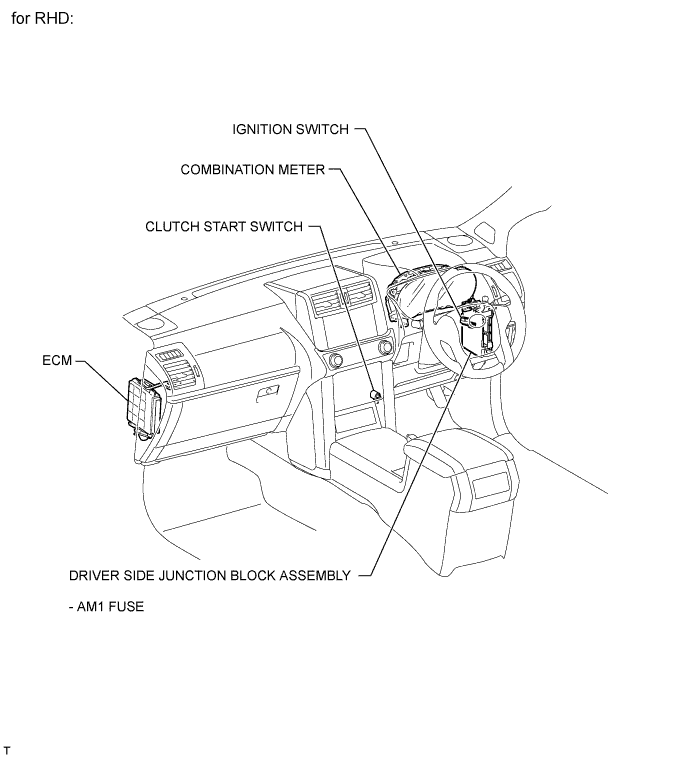 for RHD:
IGNITION SWITCH
COMBINATION METER
CLUTCH START SWITCH
ECM
DRIVER SIDE JUNCTION BLOCK ASSEMBLY
- AM1 FUSE
T